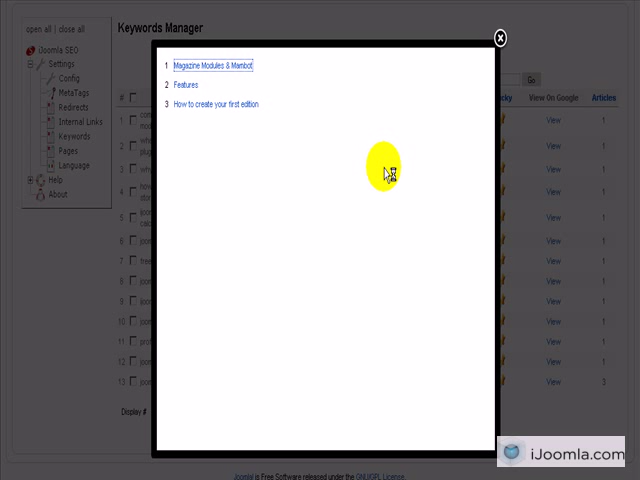 open all | close all
Keywords Manager
iJoomla SEO
Settings
Config
MetaTags
Redirects
Internal Links
Keywords
Pages
Language
Help
About
1 Magazine Modules & Mambot
2 Features
3 How to create your first edition
Go
# View On Google Articles
1 View 1
2 View 1
3 why View 1
4 how View 1
5 View 1
6 View 1
7 free View 1
8 View 1
9 View 1
10 View 1
11 View 1
12 View 1
13 View 3
Display #
Joomla! is Free Software released under the GNU/GPL License.
iJoomla.com